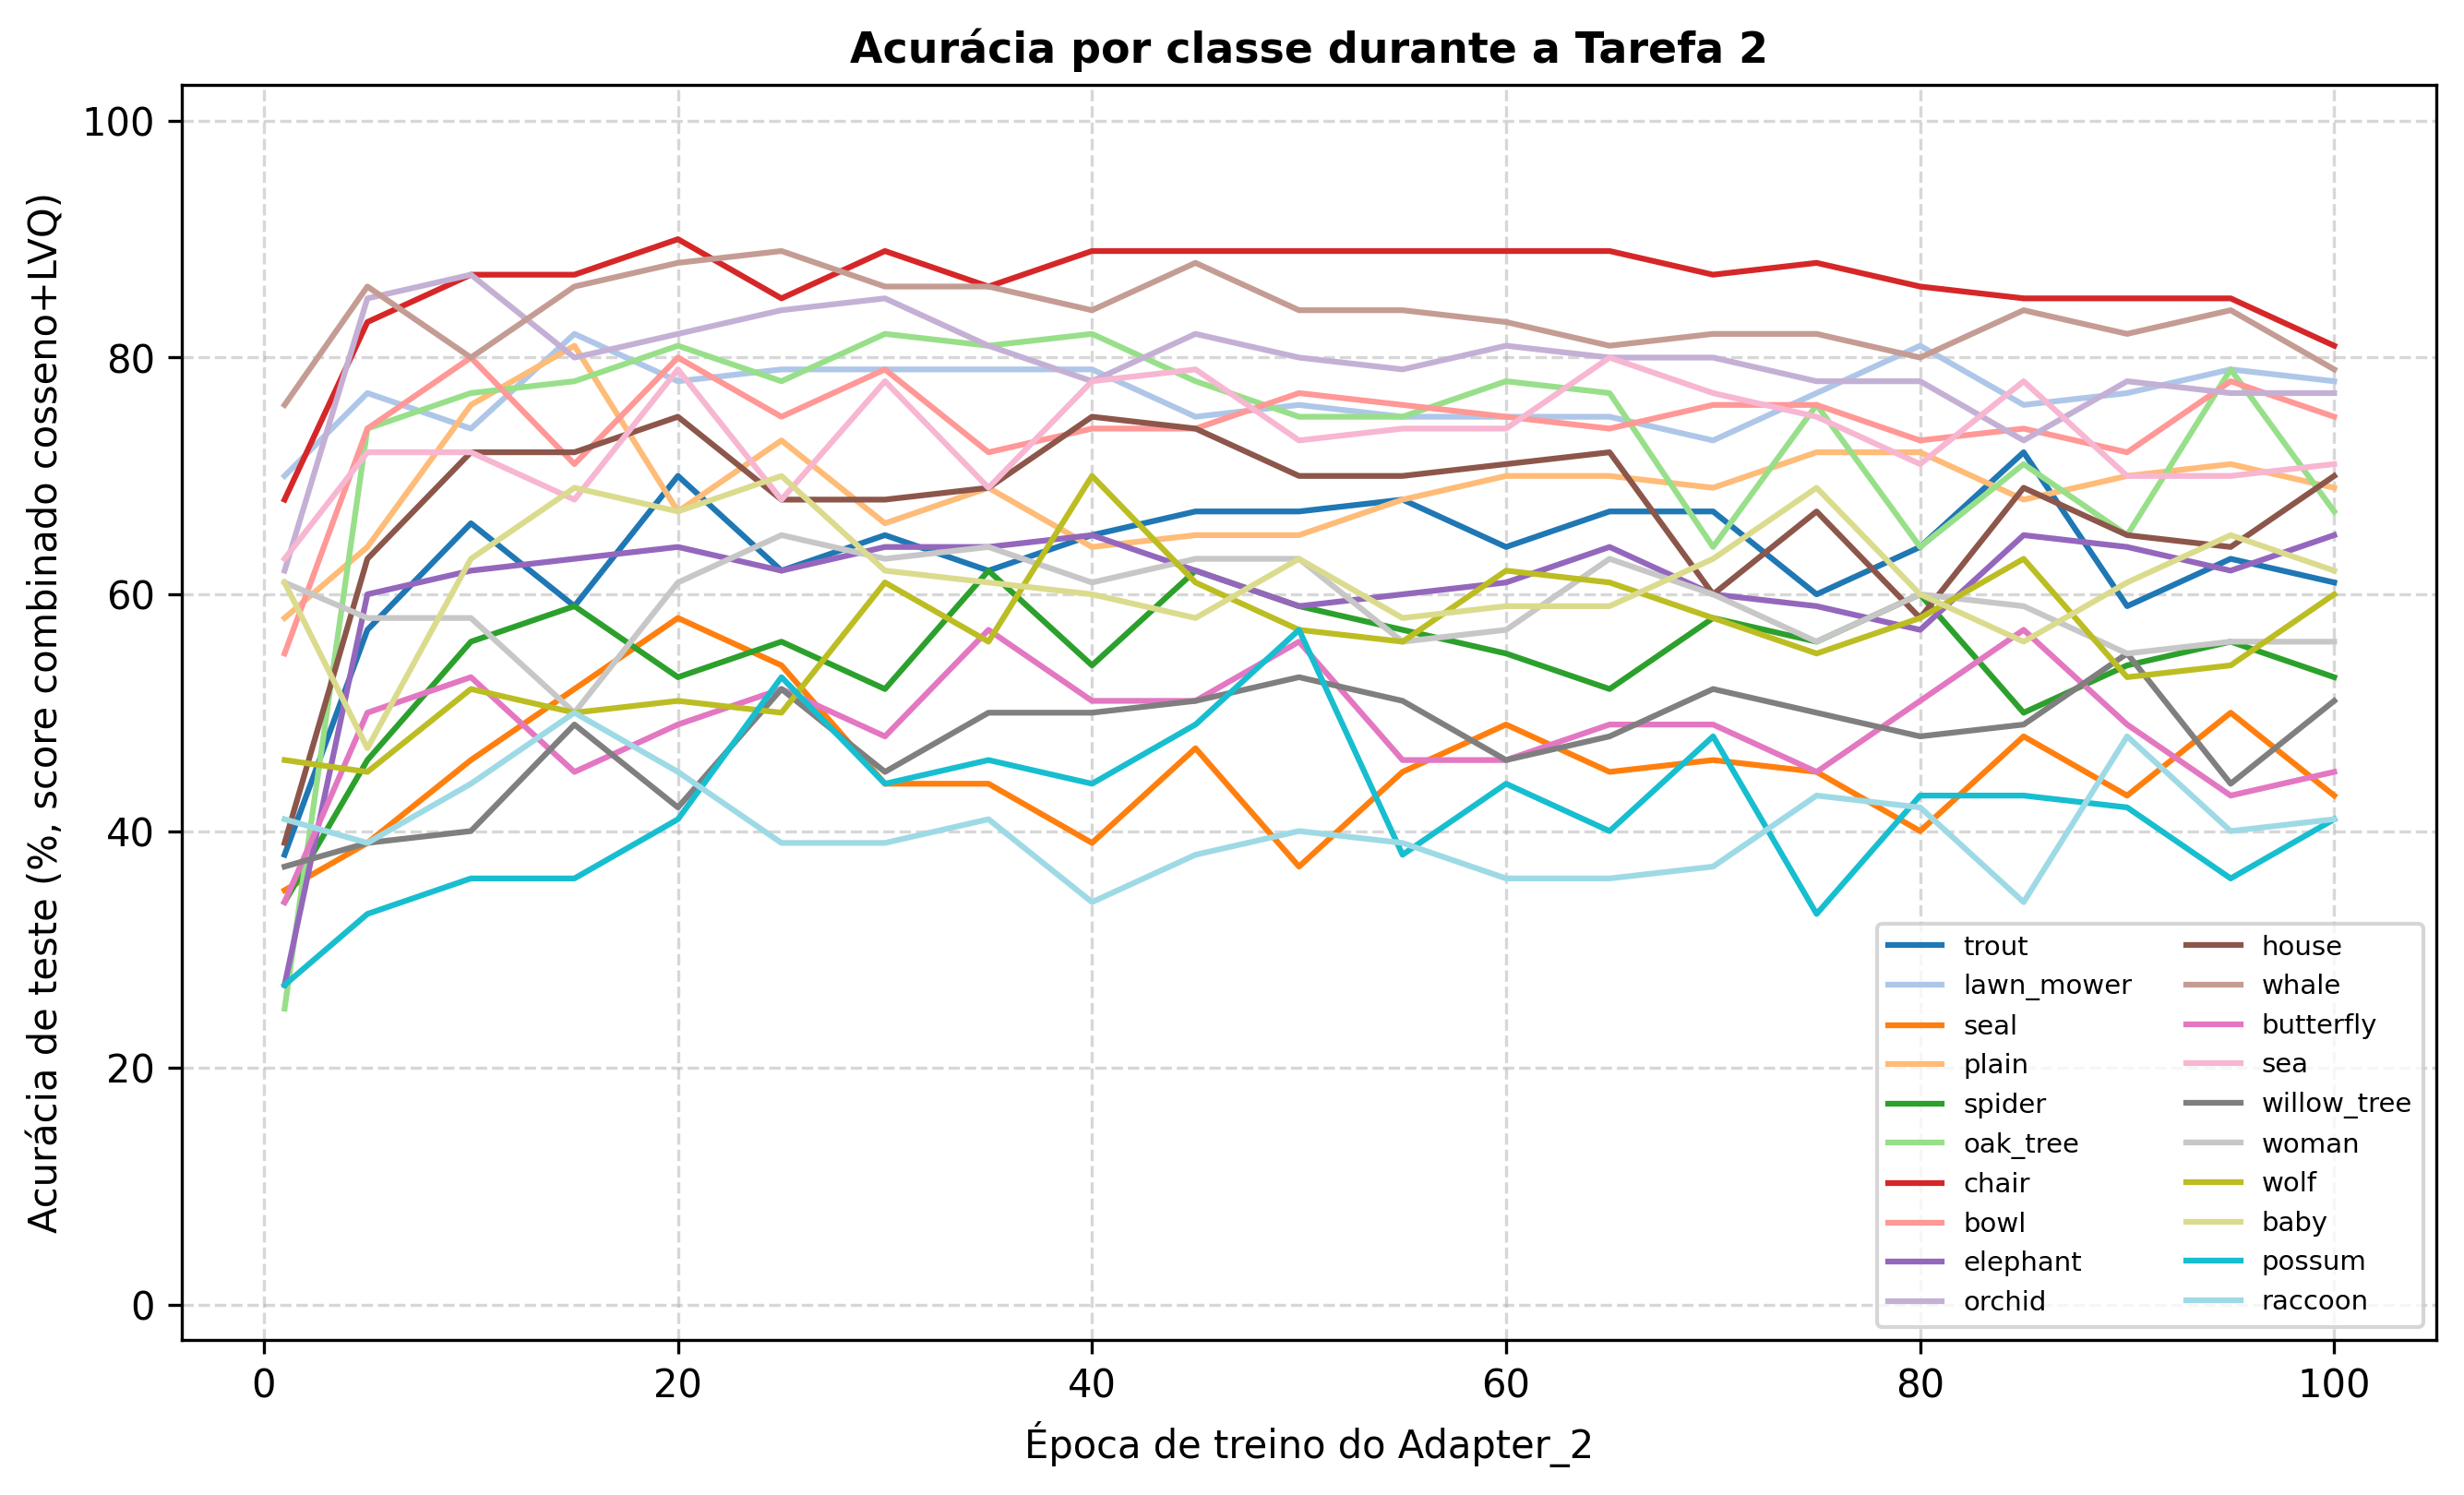 Acurácia por classe durante a Tarefa 2
Acurácia de teste (%, score combinado cosseno+LVQ)
100
80
60
40
20
0
0 20 40 60 80 100
Época de treino do Adapter_2
trout
lawn_mower
seal
plain
spider
oak_tree
chair
bowl
elephant
orchid
house
whale
butterfly
sea
willow_tree
woman
wolf
baby
possum
raccoon